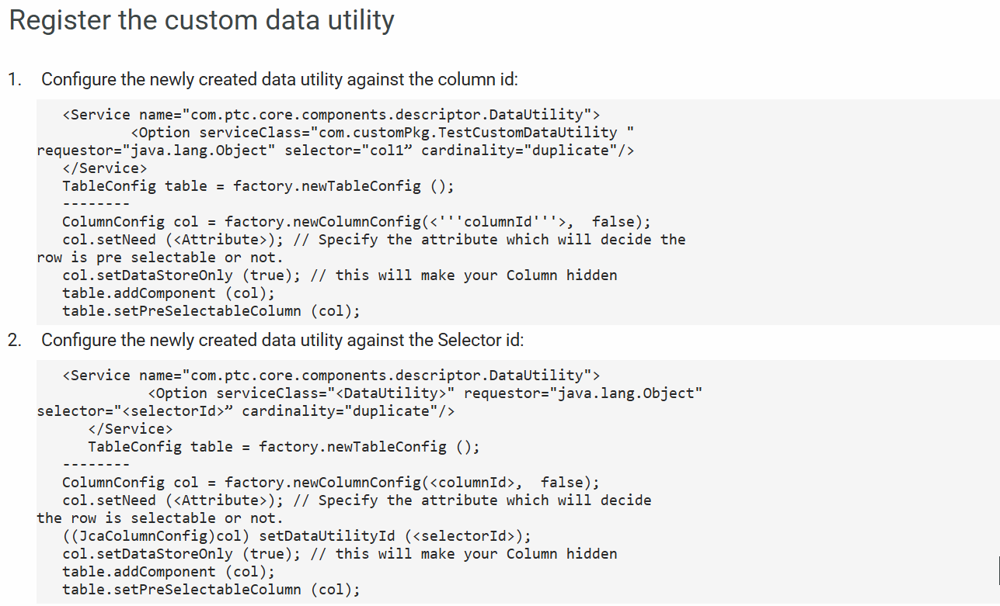 Register the custom data utility
1. Configure the newly created data utility against the column id:
<Service name="com.ptc.core.components.descriptor.DataUtility">
<Option serviceClass="com.customPkg.TestCustomDataUtility "
requestor="java.lang.Object" selector="col1” cardinality="duplicate"/>
</Service>
TableConfig table = factory.newTableConfig ();
--------
ColumnConfig col = factory.newColumnConfig(<'''columnId'''>,  false);
col.setNeed (<Attribute>); // Specify the attribute which will decide the
row is pre selectable or not.
col.setDataStoreOnly (true); // this will make your Column hidden
table.addComponent (col);
table.setPreSelectableColumn (col);
2. Configure the newly created data utility against the Selector id:
<Service name="com.ptc.core.components.descriptor.DataUtility">
<Option serviceClass="<DataUtility>" requestor="java.lang.Object"
selector="<selectorId>” cardinality="duplicate"/>
</Service>
TableConfig table = factory.newTableConfig ();
--------
ColumnConfig col = factory.newColumnConfig(<columnId>,  false);
col.setNeed (<Attribute>); // Specify the attribute which will decide
the row is selectable or not.
((JcaColumnConfig)col) setDataUtilityId (<selectorId>);
col.setDataStoreOnly (true); // this will make your Column hidden
table.addComponent (col);
table.setPreSelectableColumn (col);